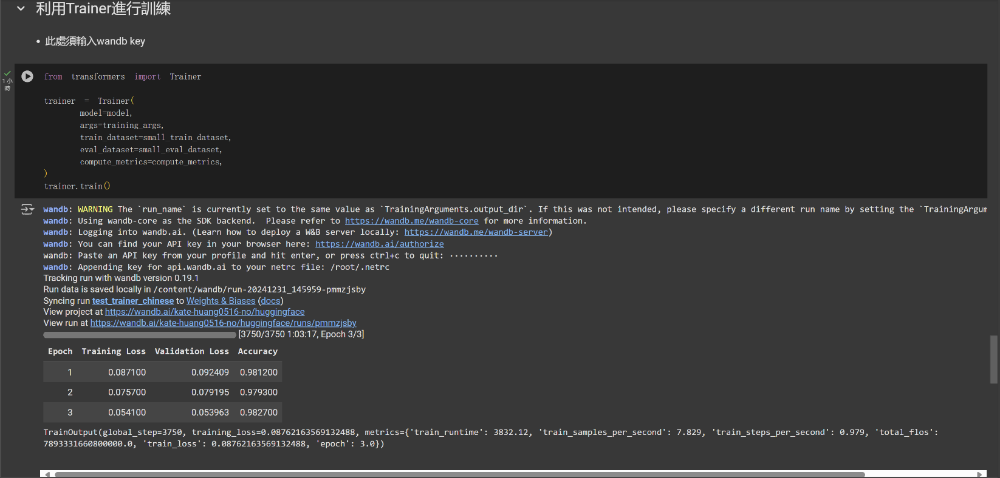 利用Trainer進行訓練
• 此處須輸入wandb key
1 小
時
from transformers import Trainer
trainer = Trainer(
model=model,
args=training_args,
train_dataset=small_train_dataset,
eval_dataset=small_eval_dataset,
compute_metrics=compute_metrics,
)
trainer.train()
wandb: WARNING The `run_name` is currently set to the same value as `TrainingArguments.output_dir`. If this was not intended, please specify a different run name by setting the `TrainingArgum
wandb: Using wandb-core as the SDK backend.  Please refer to https://wandb.me/wandb-core for more information.
wandb: Logging into wandb.ai. (Learn how to deploy a W&B server locally: https://wandb.me/wandb-server)
wandb: You can find your API key in your browser here: https://wandb.ai/authorize
wandb: Paste an API key from your profile and hit enter, or press ctrl+c to quit: ··········
wandb: Appending key for api.wandb.ai to your netrc file: /root/.netrc
Tracking run with wandb version 0.19.1
Run data is saved locally in /content/wandb/run-20241231_145959-pmmzjsby
Syncing run test_trainer_chinese to Weights & Biases (docs)
View project at https://wandb.ai/kate-huang0516-no/huggingface
View run at https://wandb.ai/kate-huang0516-no/huggingface/runs/pmmzjsby
[3750/3750 1:03:17, Epoch 3/3]
Epoch Training Loss Validation Loss Accuracy
1 0.087100 0.092409 0.981200
2 0.075700 0.079195 0.979300
3 0.054100 0.053963 0.982700
TrainOutput(global_step=3750, training_loss=0.08762163569132488, metrics={'train_runtime': 3832.12, 'train_samples_per_second': 7.829, 'train_steps_per_second': 0.979, 'total_flos':
7893331660800000.0, 'train_loss': 0.08762163569132488, 'epoch': 3.0})